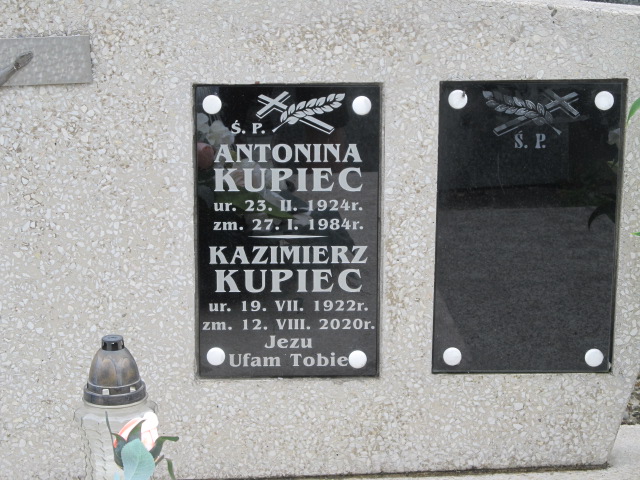 Ś. P.
ANTONINA
KUPIEC
ur. 23. II. 1924r.
zm. 27. I. 1984r.
KAZIMIERZ
KUPIEC
ur. 19. VII. 1922r.
zm. 12. VIII. 2020r.
Jezu
Ufam Tobie
Ś. P.